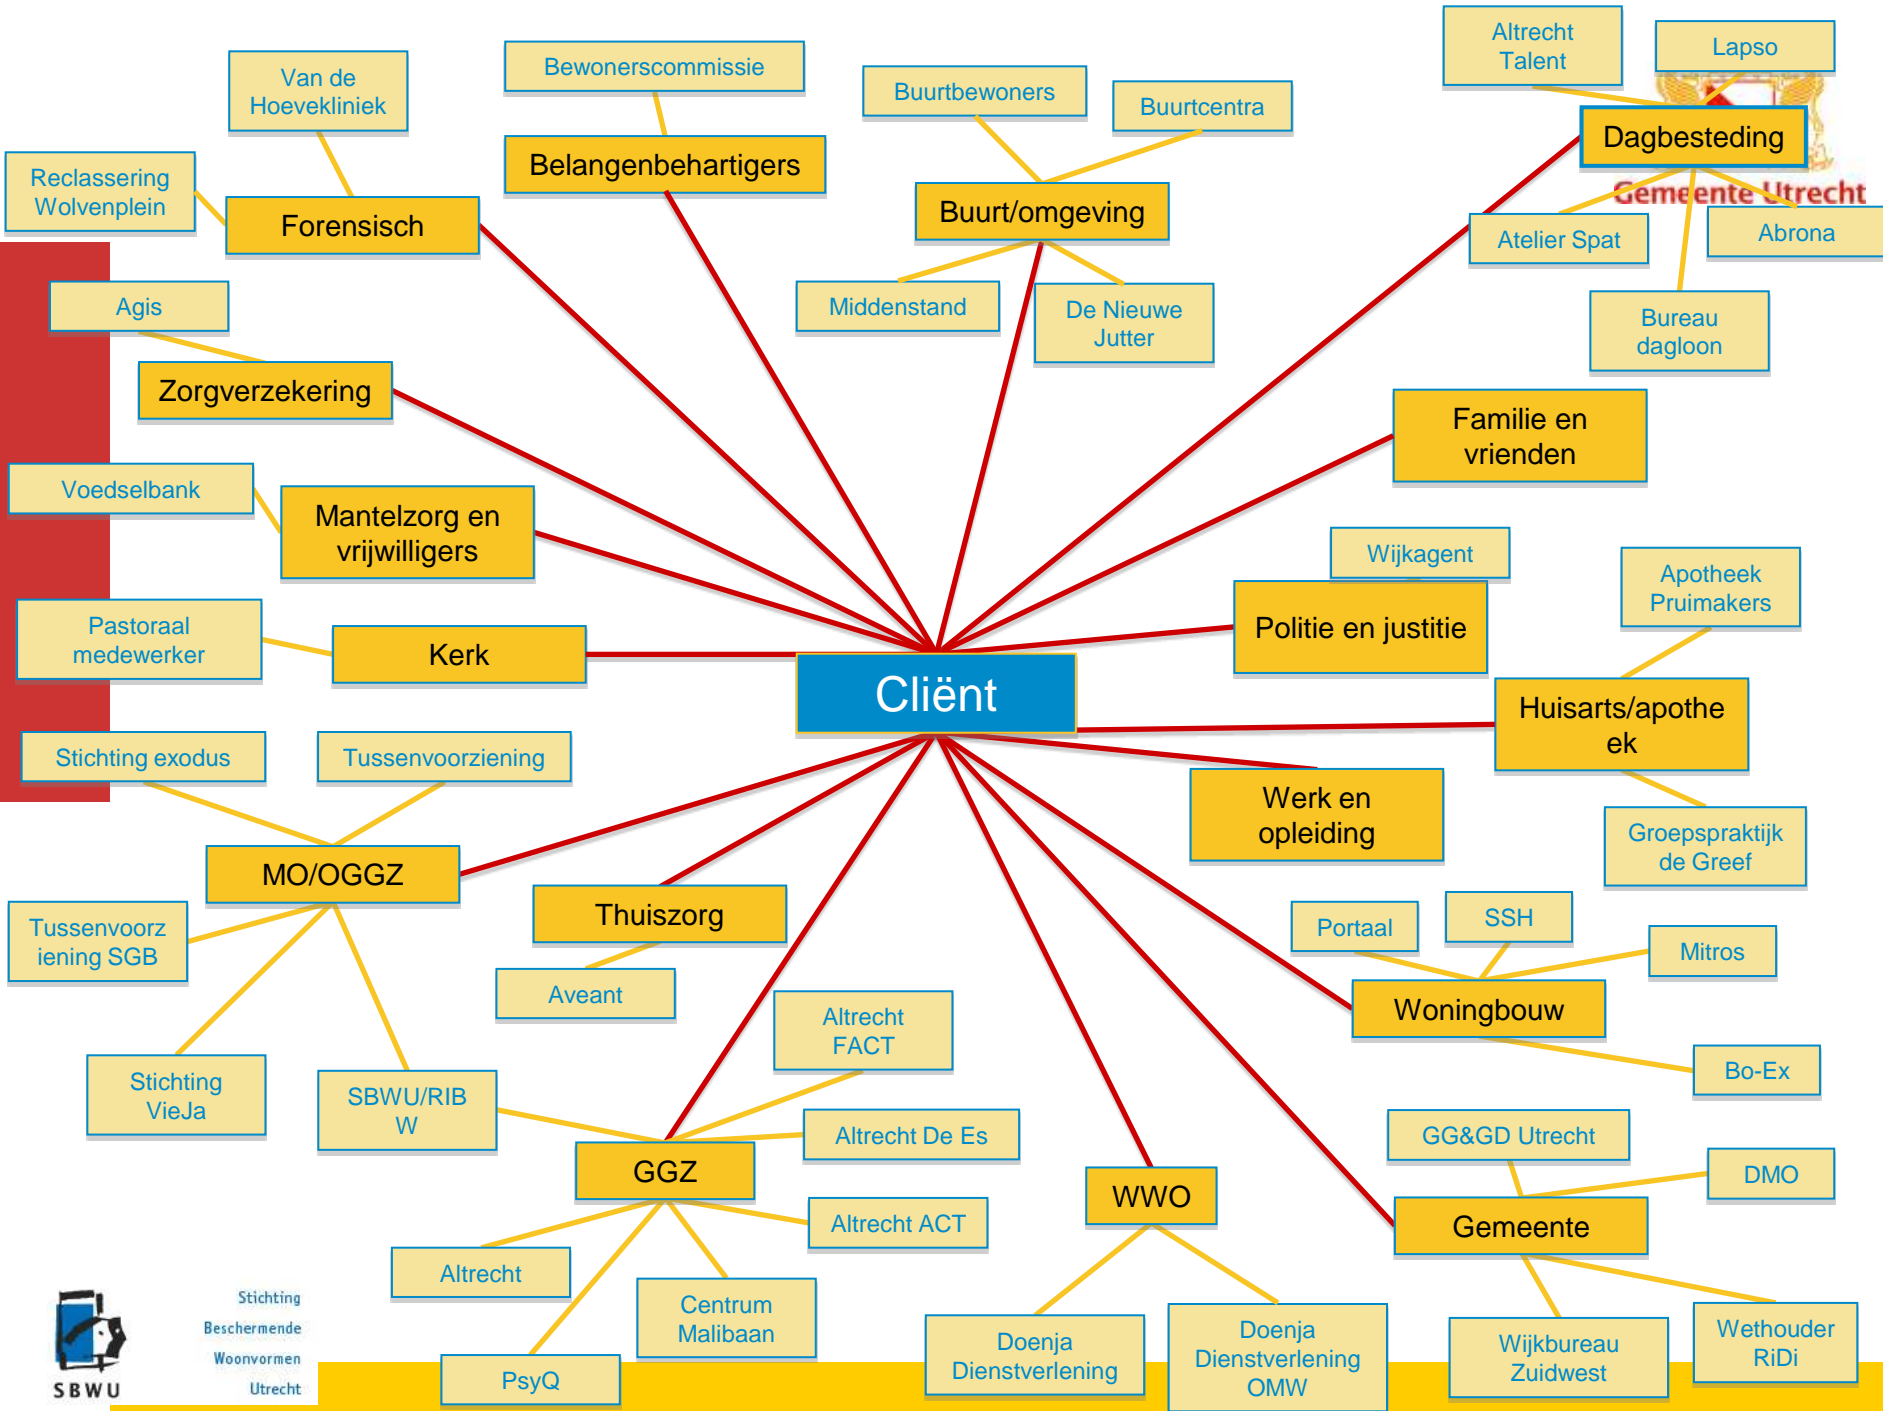 Altrecht
Talent
Lapso
Van de
Hoevekliniek
Bewonerscommissie
Buurtbewoners
Buurtcentra
Dagbesteding
Gemeente Utrecht
Reclassering
Wolvenplein
Forensisch
Belangenbehartigers
Buurt/omgeving
Atelier Spat
Abrona
Agis
Middenstand
De Nieuwe
Jutter
Bureau
dagloon
Zorgverzekering
Familie en
vrienden
Voedselbank
Mantelzorg en
vrijwilligers
Wijkagent
Apotheek
Pruimakers
Politie en justitie
Pastoraal
medewerker
Kerk
Cliënt
Huisarts/apothe
ek
Stichting exodus
Tussenvoorziening
Werk en
opleiding
Groepspraktijk
de Greef
MO/OGGZ
Thuiszorg
Tussenvoorz
iening SGB
Aveant
Portaal
SSH
Mitros
Woningbouw
Altrecht
FACT
Stichting
VieJa
SBWU/RIB
W
Bo-Ex
Altrecht De Es
GG&GD Utrecht
GGZ
DMO
WWO
Altrecht ACT
Gemeente
Altrecht
Centrum
Malibaan
PsyQ
Doenja
Dienstverlening
Doenja
Dienstverlening
OMW
Wijkbureau
Zuidwest
Wethouder
RiDi
Stichting
Beschermende
Woonvormen
Utrecht
SBWU